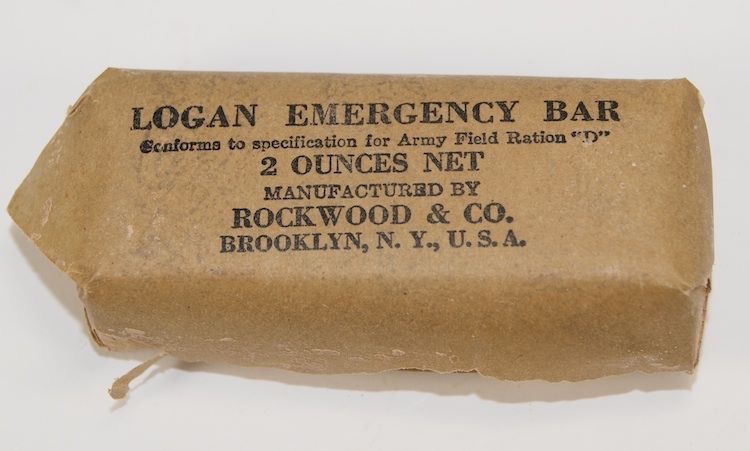 LOGAN EMERGENCY BAR
Conforms to specification for Army Field Ration "D"
2 OUNCES NET
MANUFACTURED BY
ROCKWOOD & CO.
BROOKLYN, N. Y., U. S. A.